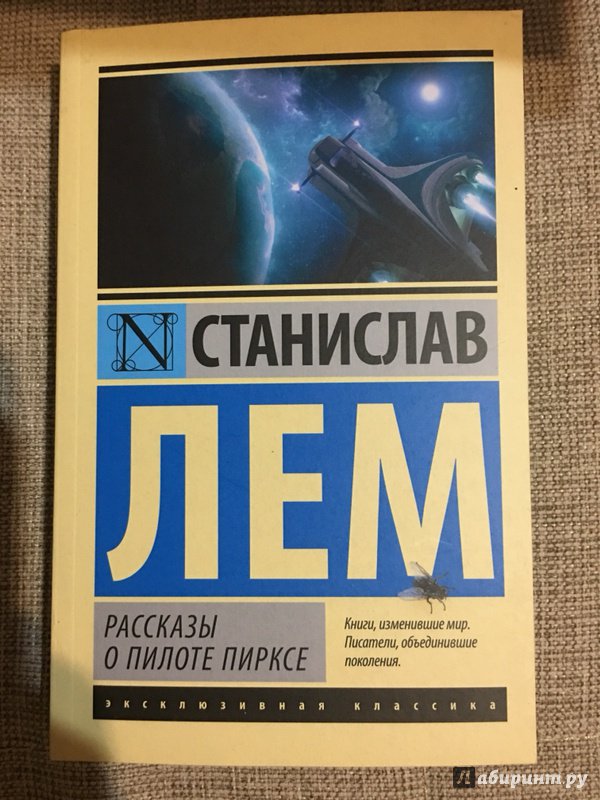 N
СТАНИСЛАВ
ЛЕМ
РАССКАЗЫ
О ПИЛОТЕ ПИРКСЕ
Книги, изменившие мир.
Писатели, объединившие
поколения.
эксклюзивная классика
Лабиринт.ру